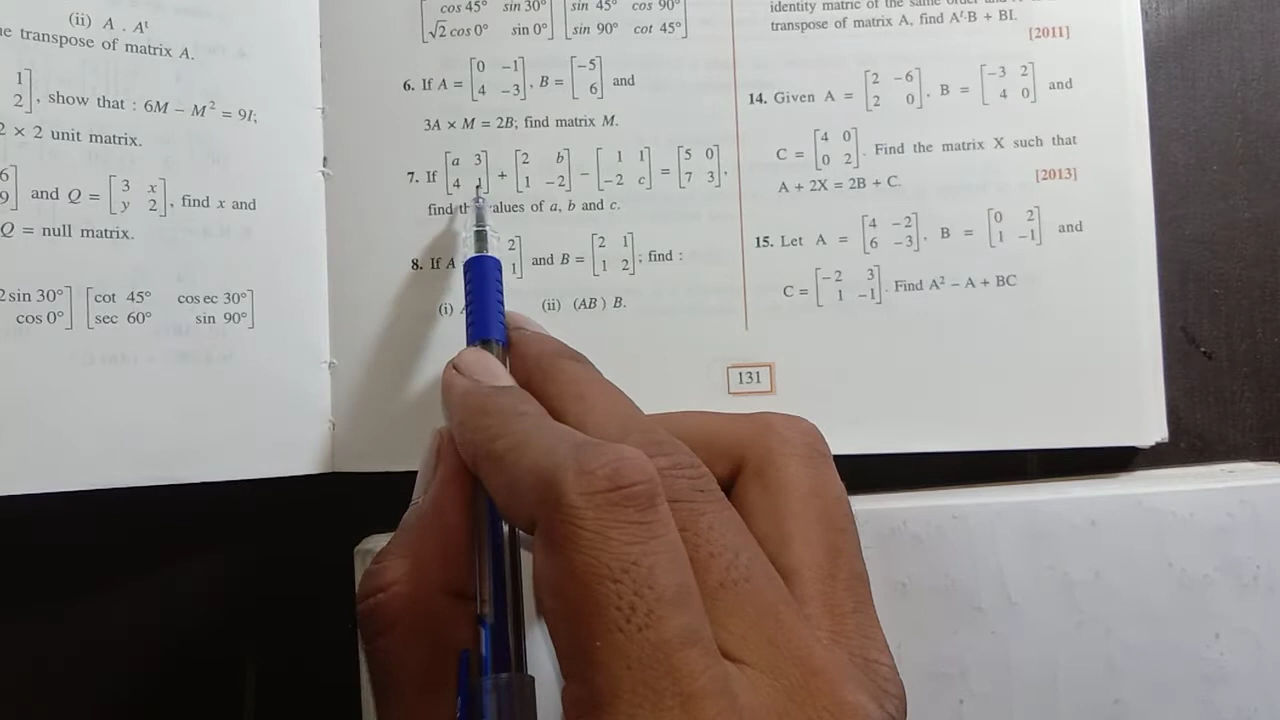 (ii) A . Aᵗ
e transpose of matrix A.
1
2], show that : 6M – M² = 9I;
2 × 2 unit matrix.
6
9] and Q = [3 x
y 2], find x and
Q = null matrix.
2 sin 30°] [cot 45° cosec 30°
cos 0°] sec 60° sin 90°]
[cos 45° sin 30°] [sin 45° cos 90°
√2 cos 0° sin 0°] sin 90° cot 45°]
6. If A = [0 –1
4 –3], B = [–5
6] and
3A × M = 2B; find matrix M.
7. If [a 3
4 ] + [2 b
1 –2] – [1 1
–2 c] = [5 0
7 3],
find values of a, b and c.
8. If A 2
1] and B = [2 1
1 2]; find :
(i) (ii) (AB) B.
identity matric of the same order
transpose of matrix A, find Aᵗ.B + BI.
[2011]
14. Given A = [2 –6
2 0], B = [–3 2
4 0] and
C = [4 0
0 2]. Find the matrix X such that
A + 2X = 2B + C.
[2013]
15. Let A = [4 –2
6 –3], B = [0 2
1 –1] and
C = [–2 3
1 –1]. Find A² – A + BC
131